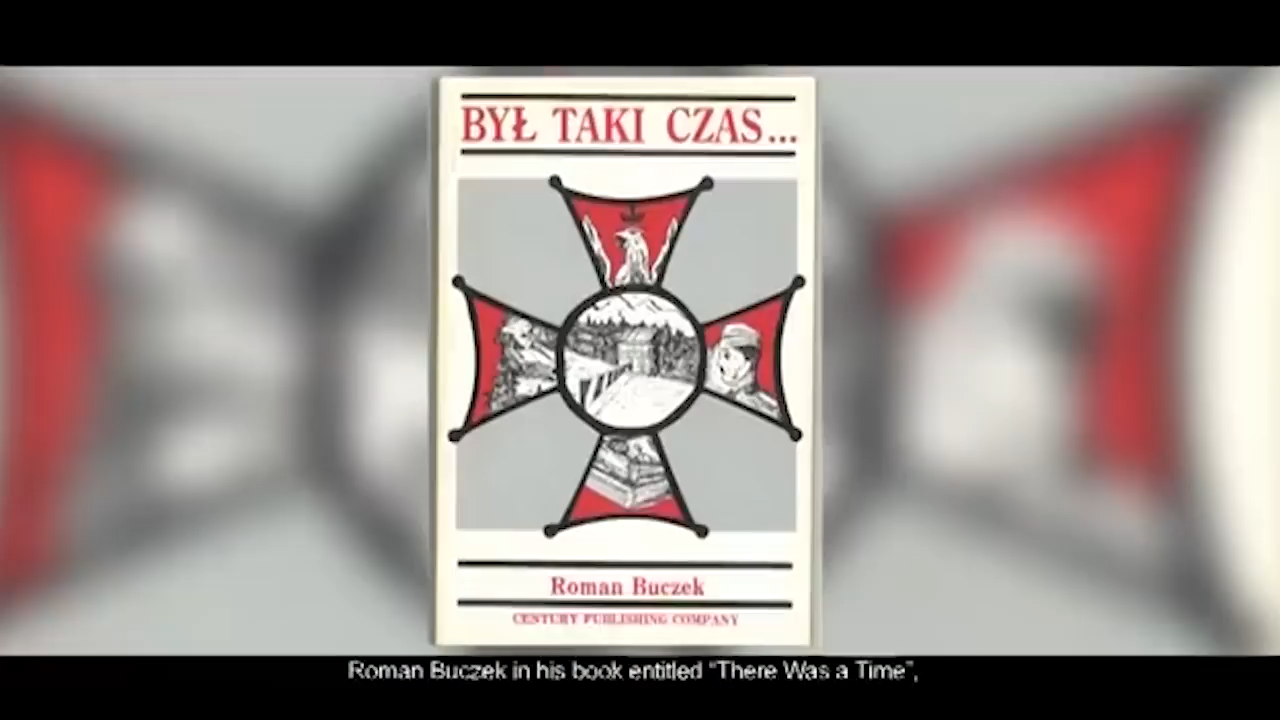 BYŁ TAKI CZAS...
Roman Buczek
CENTURY PUBLISHING COMPANY
Roman Buczek in his book entitled “There Was a Time”,